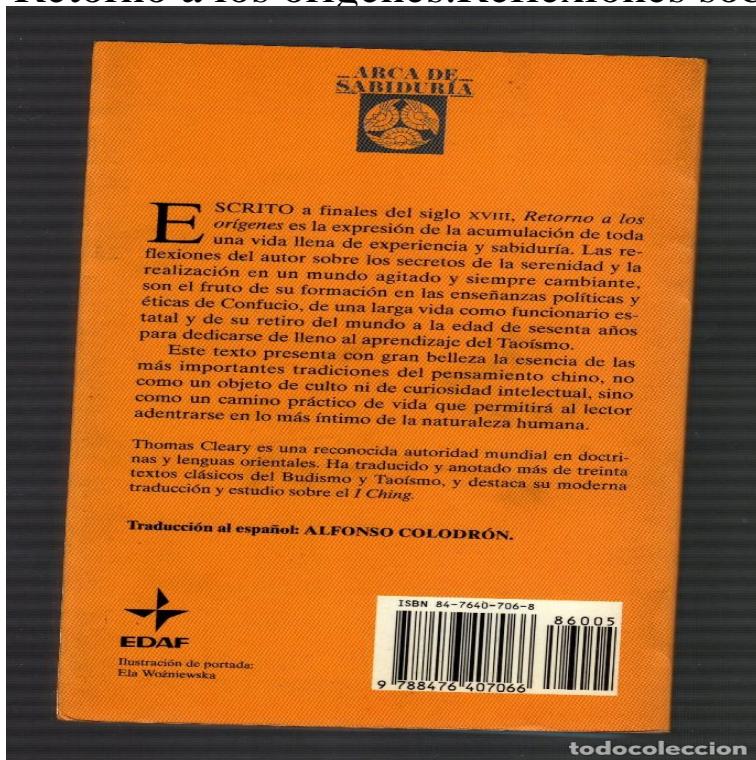 Retorno a los orígenes.Reflexiones sob
ARCA DE
SABIDURÍA
ESCRITO a finales del siglo XVIII, Retorno a los
orígenes es la expresión de la acumulación de toda
una vida llena de experiencia y sabiduría. Las re-
flexiones del autor sobre los secretos de la serenidad y la
realización en un mundo agitado y siempre cambiante,
son el fruto de su formación en las enseñanzas políticas y
éticas de Confucio, de una larga vida como funcionario es-
tatal y de su retiro del mundo a la edad de sesenta años
para dedicarse de lleno al aprendizaje del Taoísmo.
Este texto presenta con gran belleza la esencia de las
más importantes tradiciones del pensamiento chino, no
como un objeto de culto ni de curiosidad intelectual, sino
como un camino práctico de vida que permitirá al lector
adentrarse en lo más íntimo de la naturaleza humana.
Thomas Cleary es una reconocida autoridad mundial en doctri-
nas y lenguas orientales. Ha traducido y anotado más de treinta
textos clásicos del Budismo y Taoísmo, y destaca su moderna
traducción y estudio sobre el I Ching.
Traducción al español: ALFONSO COLODRÓN.
EDAF
Ilustración de portada:
Ela Woźniewska
ISBN 84-7640-706-8
86005
9 788476 407066
todocoleccion